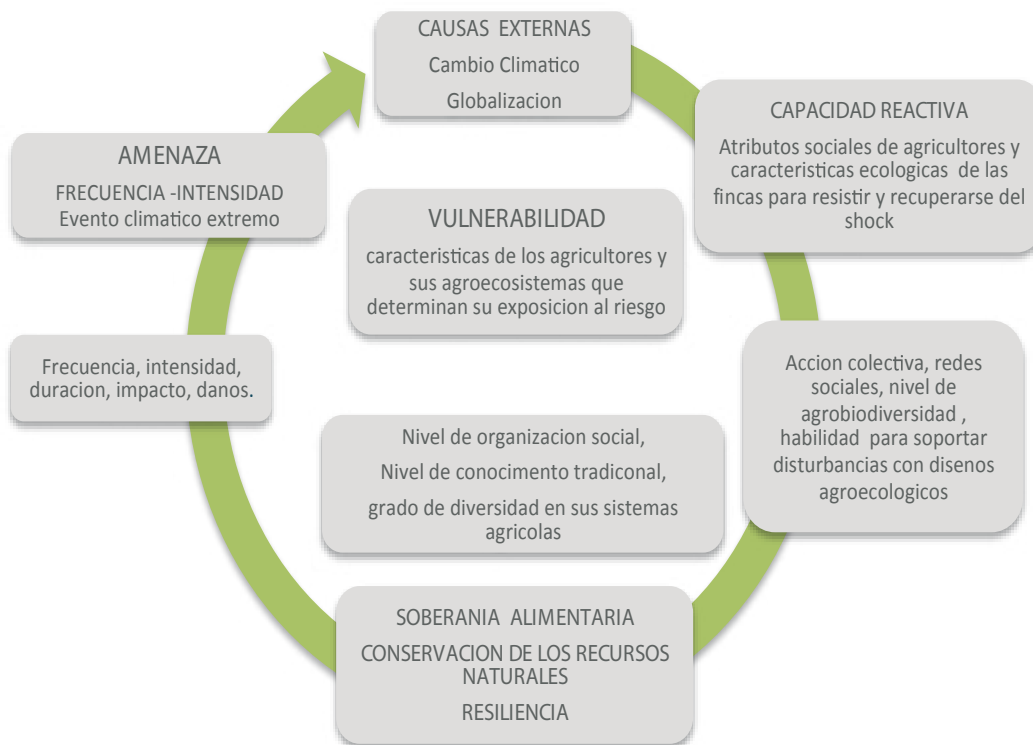 CAUSAS EXTERNAS
Cambio Climatico
Globalizacion
CAPACIDAD REACTIVA
Atributos sociales de agricultores y
caracteristicas ecologicas de las
fincas para resistir y recuperarse del
shock
AMENAZA
FRECUENCIA -INTENSIDAD
Evento climatico extremo
VULNERABILIDAD
caracteristicas de los agricultores y
sus agroecosistemas que
determinan su exposicion al riesgo
Frecuencia, intensidad,
duracion, impacto, danos.
Accion colectiva, redes
sociales, nivel de
agrobiodiversidad ,
habilidad para soportar
disturbancias con disenos
agroecologicos
Nivel de organizacion social,
Nivel de conocimento tradiconal,
grado de diversidad en sus sistemas
agricolas
SOBERANIA ALIMENTARIA
CONSERVACION DE LOS RECURSOS
NATURALES
RESILIENCIA